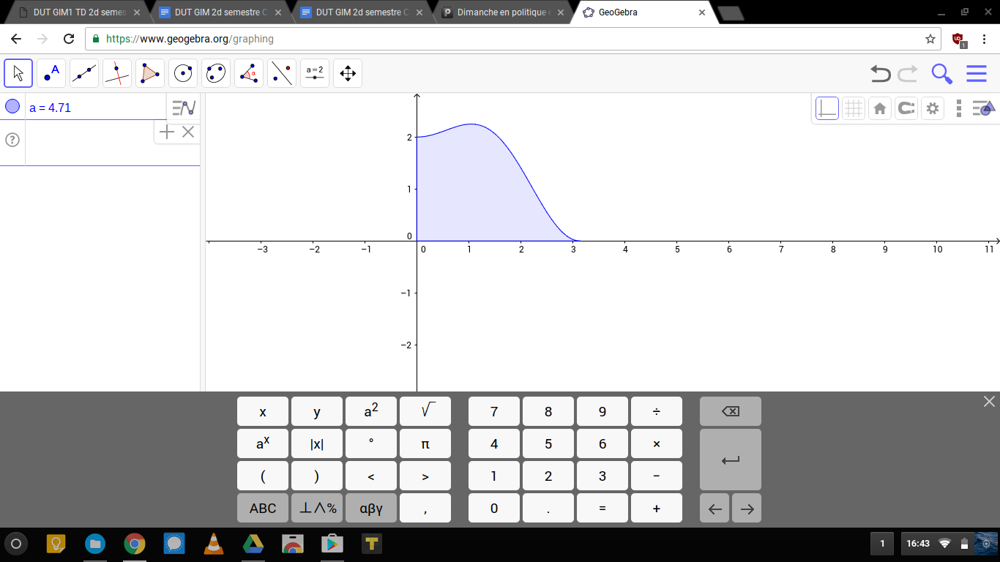 DUT GIM1 TD 2d semes
DUT GIM 2d semestre C
DUT GIM 2d semestre C
Dimanche en politique
GeoGebra
https://www.geogebra.org/graphing
1
A
α
a = 2
a = 4.71
?
2
1
0
−1
−2
−3 −2 −1 0 1 2 3 4 5 6 7 8 9 10 11
x y a² √ 7 8 9 ÷
aˣ |x| ° π 4 5 6 ×
( ) < > 1 2 3 −
ABC ⊥∧% αβγ , 0 . = +
T
1 16:43